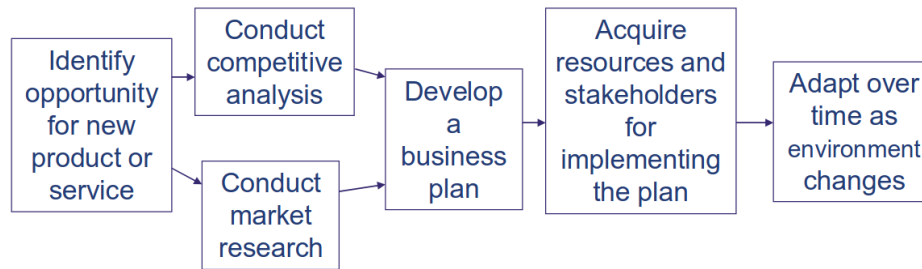 Identify
opportunity
for new
product or
service
Conduct
competitive
analysis
Conduct
market
research
Develop
a
business
plan
Acquire
resources and
stakeholders
for
implementing
the plan
Adapt over
time as
environment
changes